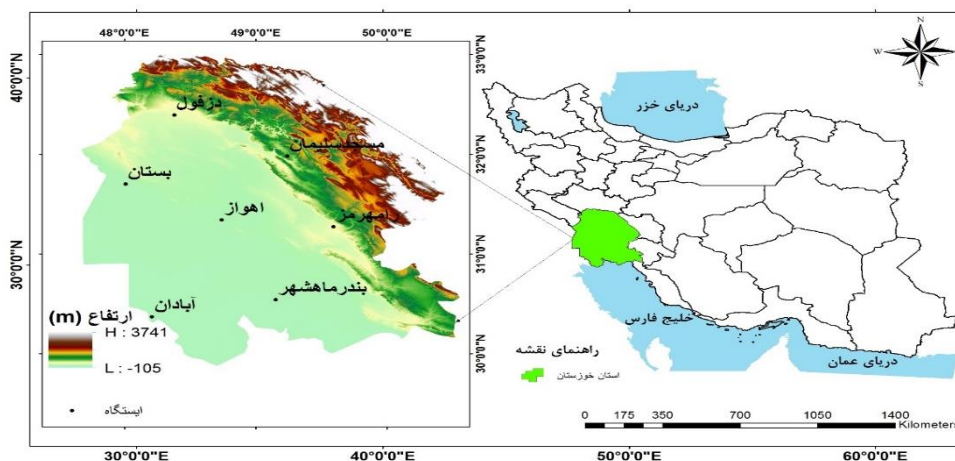 48°0'0"E 49°0'0"E 50°0'0"E
40°0'0"N
30°0'0"N
دزفول
مسجدسلیمان
بستان
اهواز
رامهرمز
بندرماهشهر
آبادان
ارتفاع (m)
H : 3741
L : -105
ایستگاه
33°0'0"N
32°0'0"N
31°0'0"N
30°0'0"N
30°0'0"E 40°0'0"E 50°0'0"E 60°0'0"E
N
W E
S
دریای خزر
خلیج فارس
دریای عمان
راهنمای نقشه
استان خوزستان
0 175 350 700 1050 1400
Kilometers